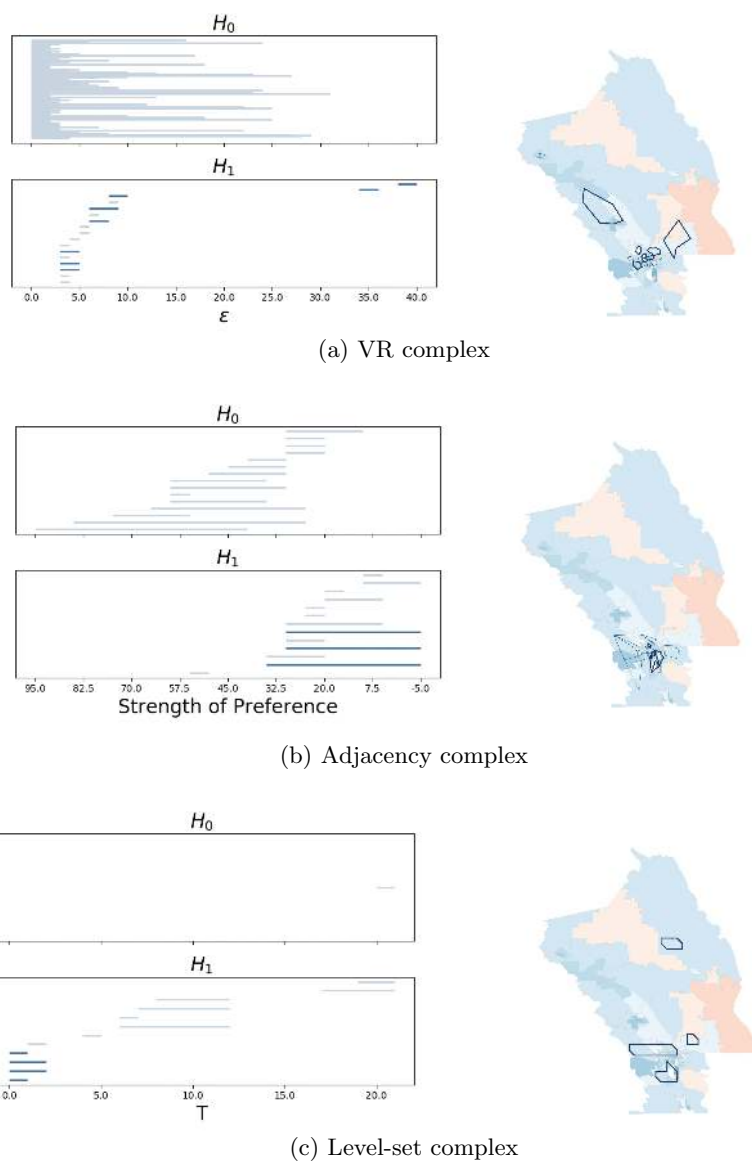 H₀
H₁
0.0 5.0 10.0 15.0 20.0 25.0 30.0 35.0 40.0
ε
(a) VR complex
H₀
H₁
95.0 82.5 70.0 57.5 45.0 32.5 20.0 7.5 -5.0
Strength of Preference
(b) Adjacency complex
H₀
H₁
0.0 5.0 10.0 15.0 20.0
T
(c) Level-set complex